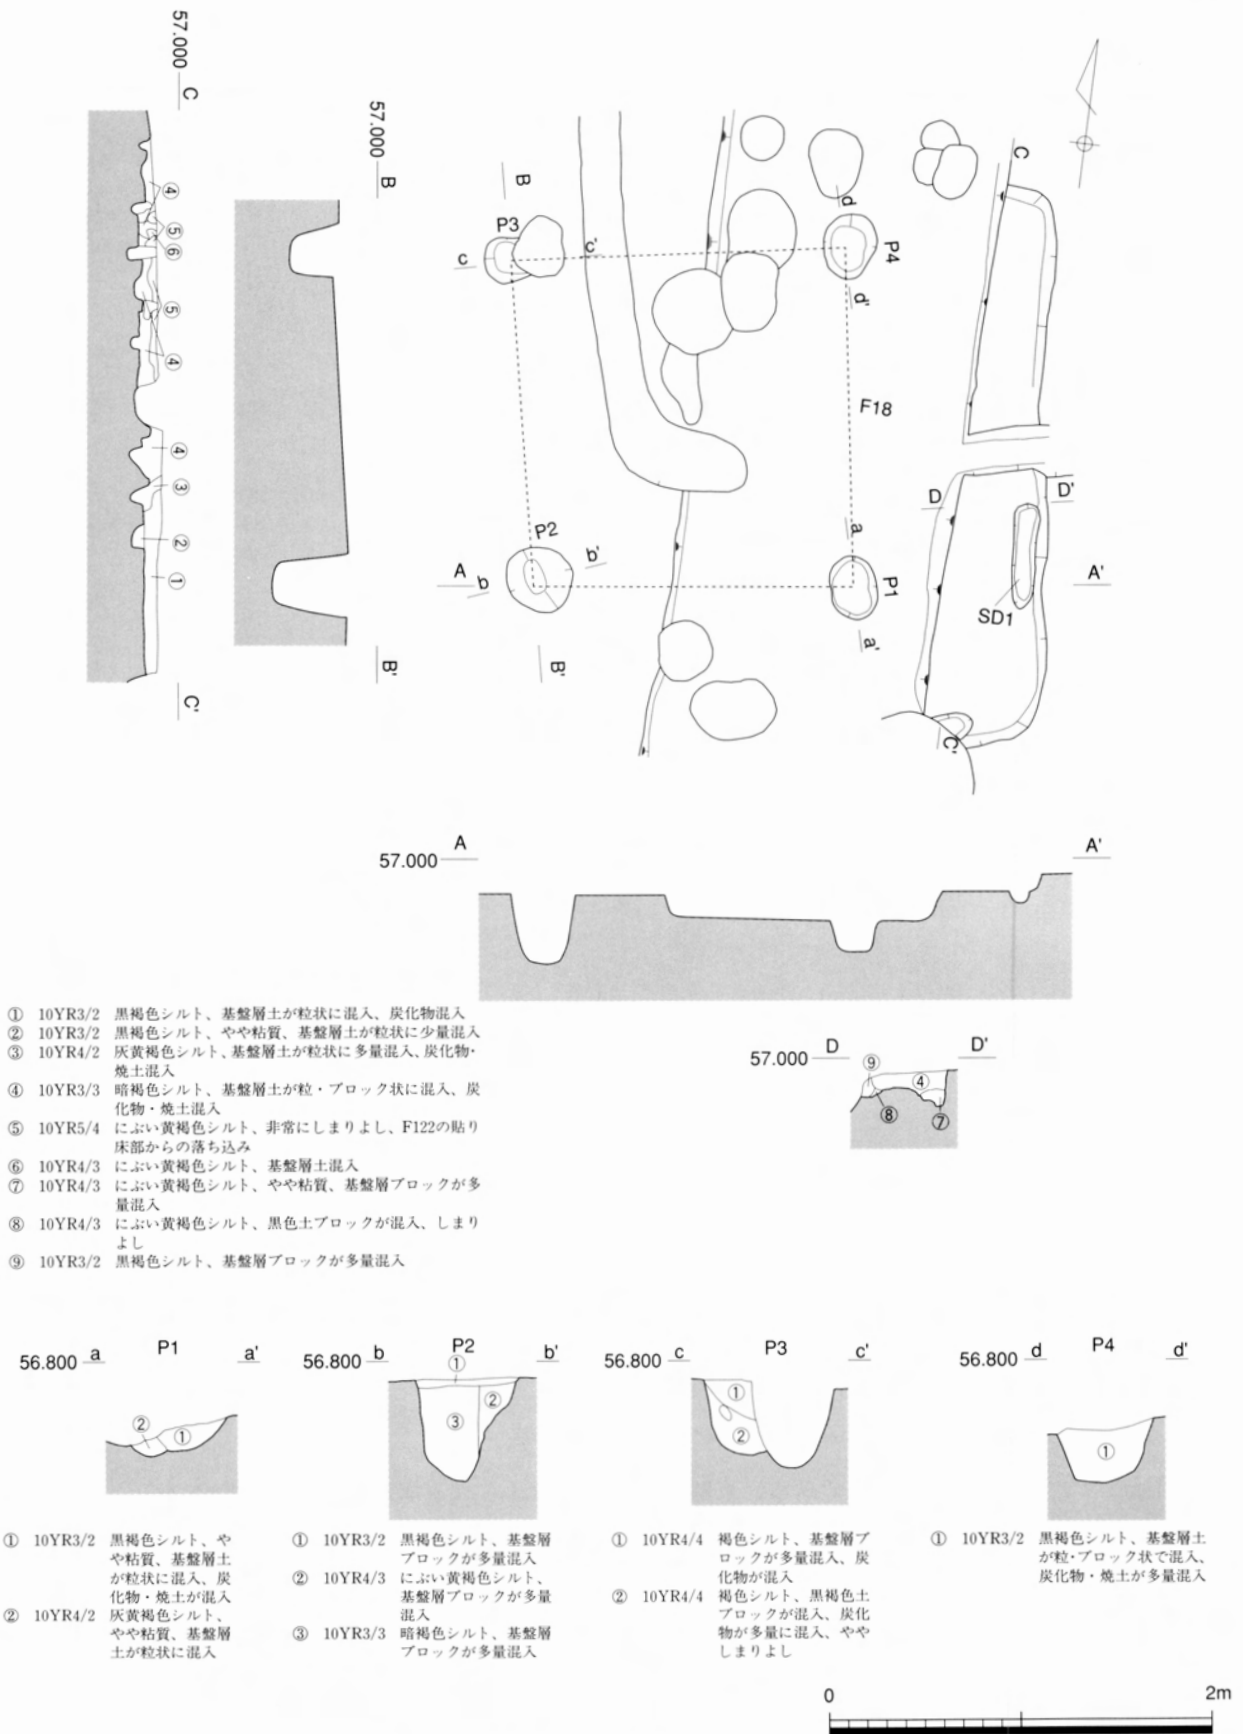 57.000 C
57.000 B
B
P3
c
c'
d
P4
d'
C
④
⑤
⑥
⑤
④
④
③
②
①
F18
D
D'
P2
b'
A
b
a
P1
a'
A'
SD1
B'
B'
C'
C'
57.000 A
A'
57.000 D
D'
⑨
④
⑧
⑦
① 10YR3/2 黒褐色シルト、基盤層土が粒状に混入、炭化物混入
② 10YR3/2 黒褐色シルト、やや粘質、基盤層土が粒状に少量混入
③ 10YR4/2 灰黄褐色シルト、基盤層土が粒状に多量混入、炭化物・
焼土混入
④ 10YR3/3 暗褐色シルト、基盤層土が粒・ブロック状に混入、炭
化物・焼土混入
⑤ 10YR5/4 にぶい黄褐色シルト、非常にしまりよし、F122の貼り
床部からの落ち込み
⑥ 10YR4/3 にぶい黄褐色シルト、基盤層土混入
⑦ 10YR4/3 にぶい黄褐色シルト、やや粘質、基盤層ブロックが多
量混入
⑧ 10YR4/3 にぶい黄褐色シルト、黒色土ブロックが混入、しまり
よし
⑨ 10YR3/2 黒褐色シルト、基盤層ブロックが多量混入
56.800 a P1 a'
②
①
① 10YR3/2 黒褐色シルト、や
や粘質、基盤層土
が粒状に混入、炭
化物・焼土が混入
② 10YR4/2 灰黄褐色シルト、
やや粘質、基盤層
土が粒状に混入
56.800 b P2 b'
①
②
③
① 10YR3/2 黒褐色シルト、基盤層
ブロックが多量混入
② 10YR4/3 にぶい黄褐色シルト、
基盤層ブロックが多量
混入
③ 10YR3/3 暗褐色シルト、基盤層
ブロックが多量混入
56.800 c P3 c'
①
②
① 10YR4/4 褐色シルト、基盤層ブ
ロックが多量混入、炭
化物が混入
② 10YR4/4 褐色シルト、黒褐色土
ブロックが混入、炭化
物が多量に混入、やや
しまりよし
56.800 d P4 d'
①
① 10YR3/2 黒褐色シルト、基盤層土
が粒・ブロック状で混入、
炭化物・焼土が多量混入
0 2m